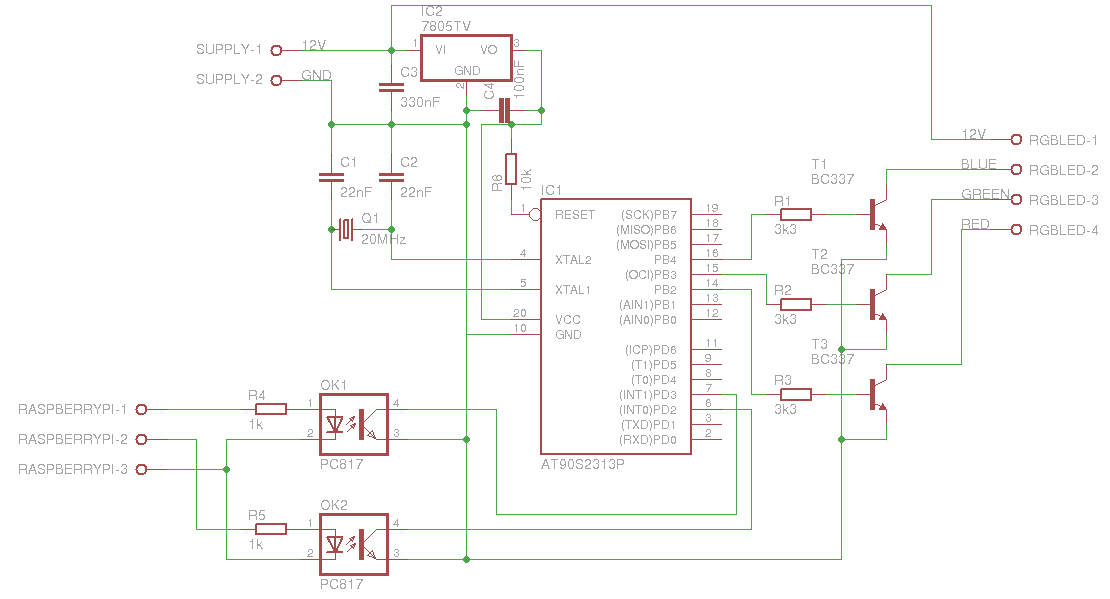 IC2
7805TV
SUPPLY-1
12V
1
VI
VO
3
SUPPLY-2
GND
GND
2
C3
330nF
C4
100nF
C1
22nF
C2
22nF
R6
10k
Q1
20MHz
IC1
1
RESET
4
XTAL2
5
XTAL1
20
VCC
10
GND
(SCK)PB7
19
(MISO)PB6
18
(MOSI)PB5
17
PB4
16
(OCI)PB3
15
PB2
14
(AIN1)PB1
13
(AIN0)PB0
12
(ICP)PD6
11
(T1)PD5
9
(T0)PD4
8
(INT1)PD3
7
(INT0)PD2
6
(TXD)PD1
3
(RXD)PD0
2
AT90S2313P
R1
3k3
R2
3k3
R3
3k3
T1
BC337
T2
BC337
T3
BC337
12V
RGBLED-1
BLUE
RGBLED-2
GREEN
RGBLED-3
RED
RGBLED-4
RASPBERRYPI-1
RASPBERRYPI-2
RASPBERRYPI-3
R4
1k
OK1
1
2
4
3
PC817
R5
1k
OK2
1
2
4
3
PC817